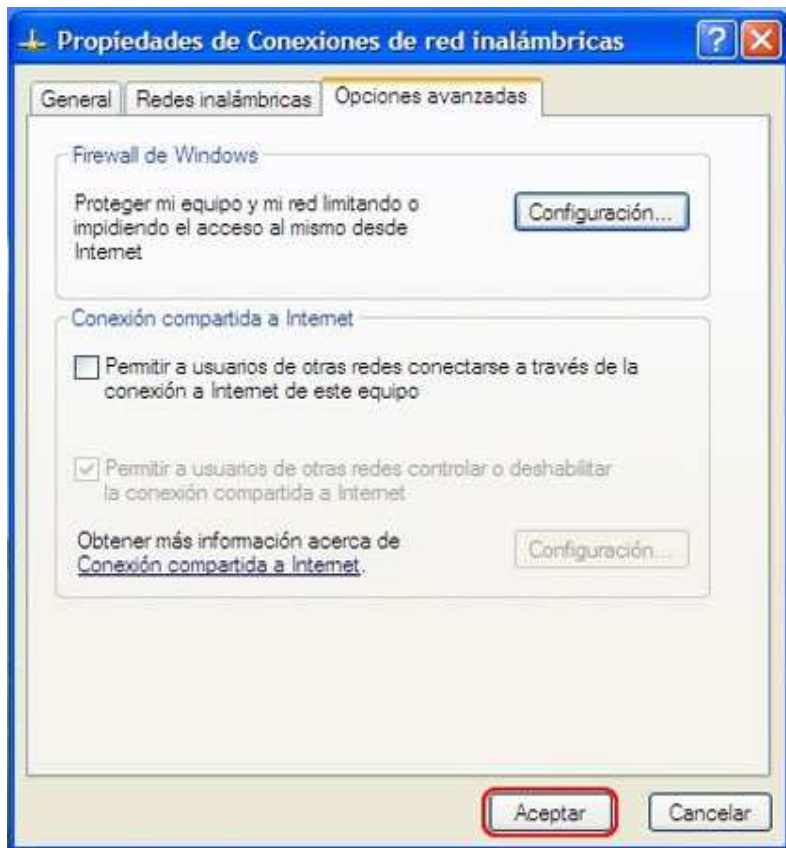 Propiedades de Conexiones de red inalámbricas
General Redes inalámbricas Opciones avanzadas
Firewall de Windows
Proteger mi equipo y mi red limitando o
impidiendo el acceso al mismo desde
Internet
Configuración...
Conexión compartida a Internet
Permitir a usuarios de otras redes conectarse a través de la
conexión a Internet de este equipo
Permitir a usuarios de otras redes controlar o deshabilitar
la conexión compartida a Internet
Obtener más información acerca de
Conexión compartida a Internet.
Configuración...
Aceptar Cancelar